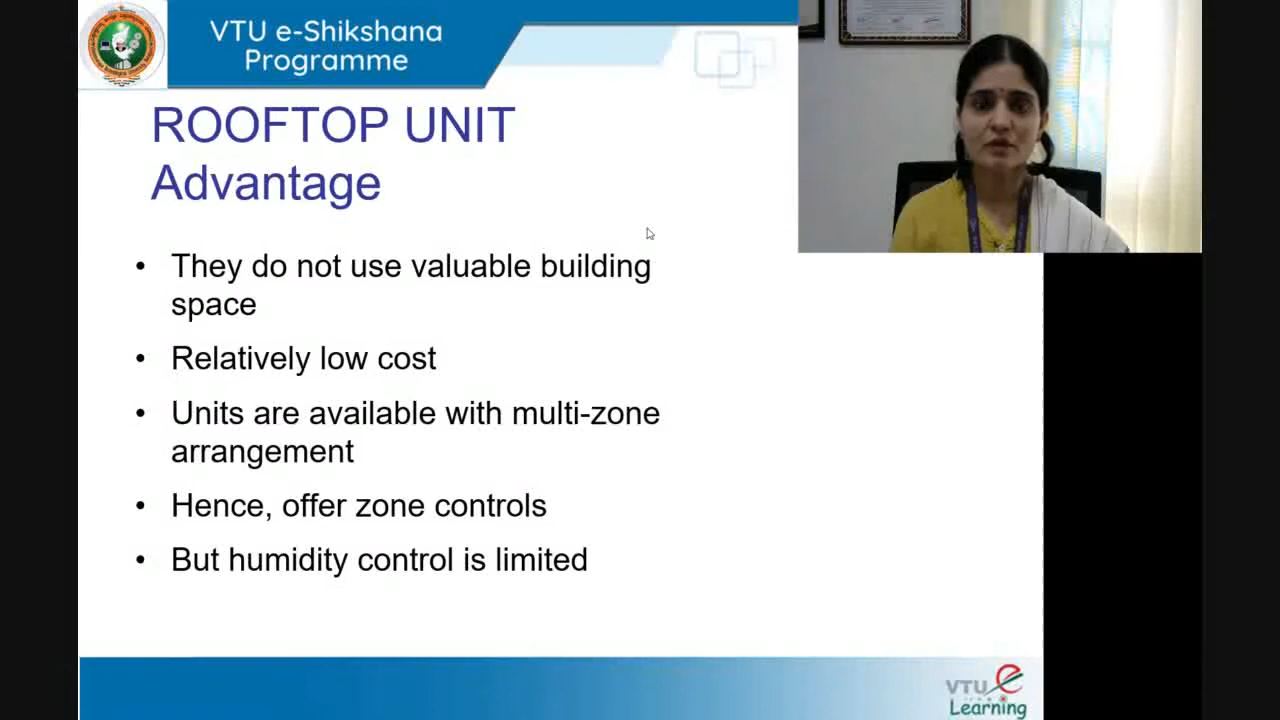 VTU e-Shikshana
Programme
ROOFTOP UNIT
Advantage
• They do not use valuable building
space
• Relatively low cost
• Units are available with multi-zone
arrangement
• Hence, offer zone controls
• But humidity control is limited
VTU e
Learning